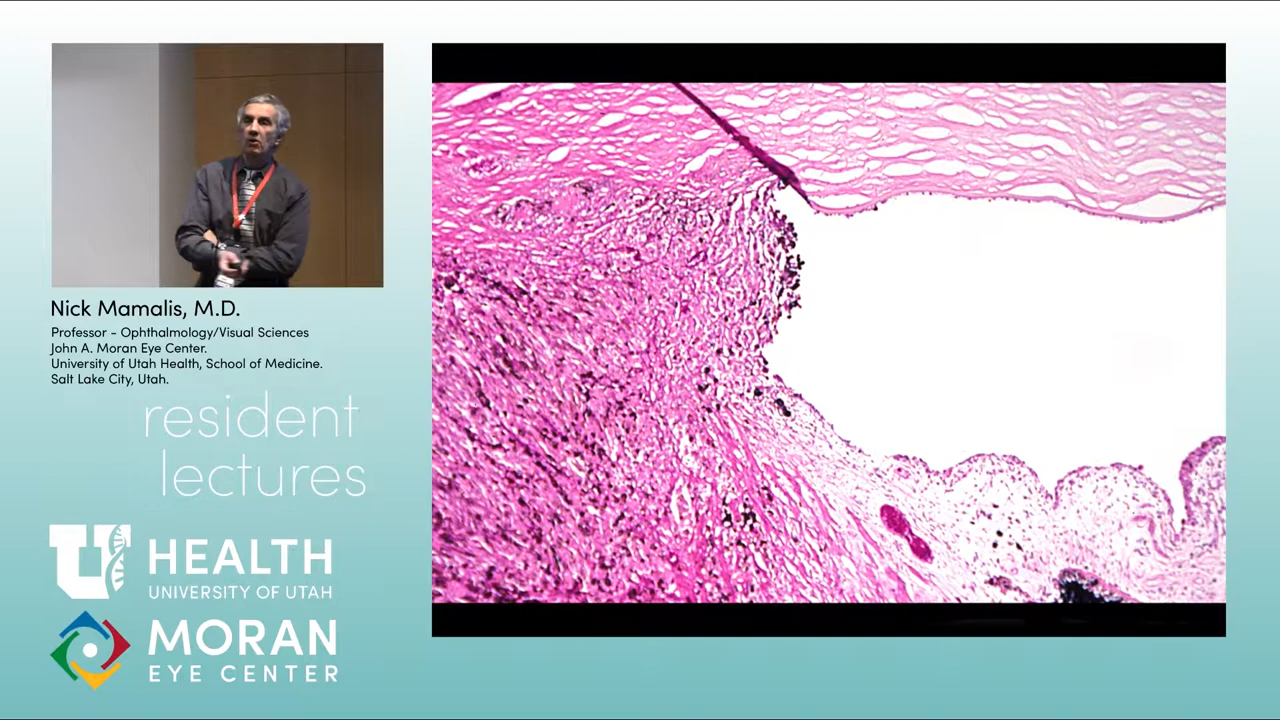 Nick Mamalis, M.D.
Professor - Ophthalmology/Visual Sciences
John A. Moran Eye Center.
University of Utah Health, School of Medicine.
Salt Lake City, Utah.
resident
lectures
U HEALTH
UNIVERSITY OF UTAH
MORAN
EYE CENTER